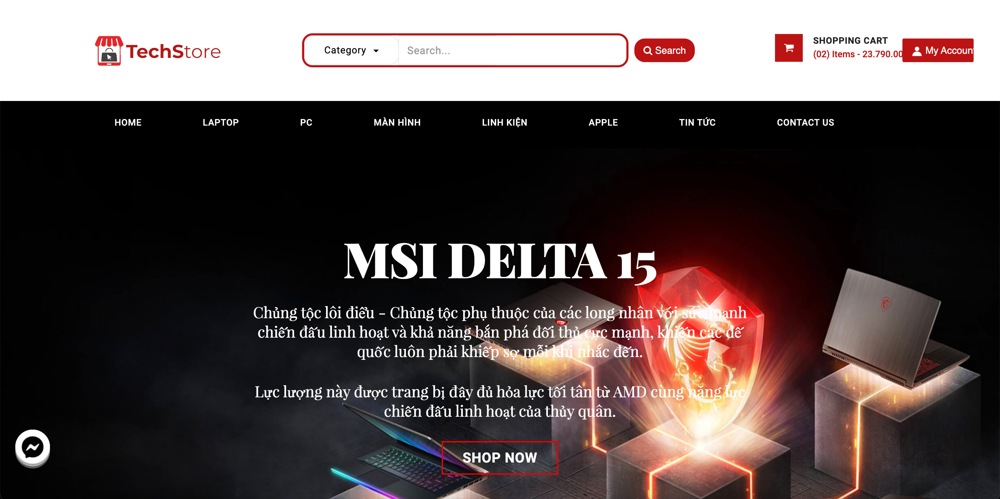 TechStore
Category
Search...
Search
SHOPPING CART
(02) Items - 23.790.00
My Accoun
HOME
LAPTOP
PC
MÀN HÌNH
LINH KIỆN
APPLE
TIN TỨC
CONTACT US
MSI DELTA 15
Chủng tộc lôi điểu - Chủng tộc phụ thuộc của các long nhân với sức mạnh
chiến đấu linh hoạt và khả năng bắn phá đối thủ cực mạnh, khiến các đế
quốc luôn phải khiếp sợ mỗi khi nhắc đến.
Lực lượng này được trang bị đây đủ hỏa lực tối tân từ AMD cùng năng lực
chiến đấu linh hoạt của thủy quân.
SHOP NOW